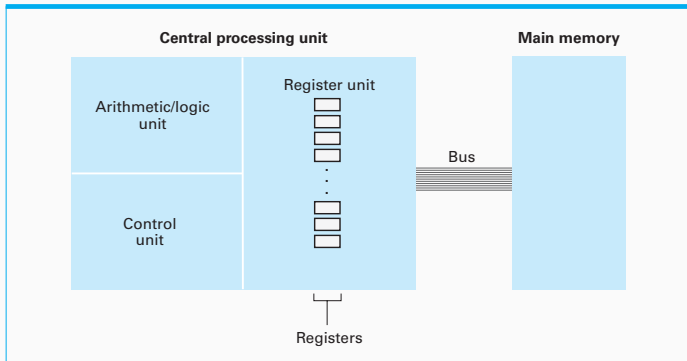 Central processing unit
Main memory
Arithmetic/logic
unit
Register unit
Bus
Control
unit
Registers